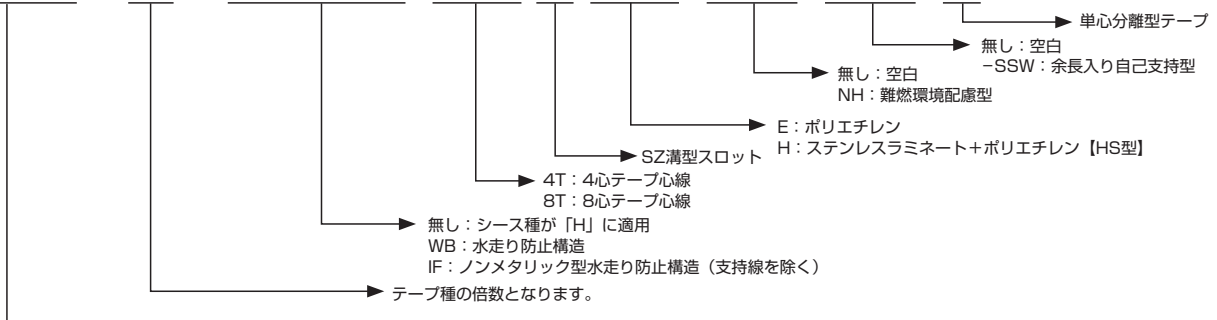 単心分離型テープ
無し：空白
－SSW：余長入り自己支持型
無し：空白
NH：難燃環境配慮型
E：ポリエチレン
H：ステンレスラミネート＋ポリエチレン【HS型】
SZ溝型スロット
4T：4心テープ心線
8T：8心テープ心線
無し：シース種が「H」に適用
WB：水走り防止構造
IF：ノンメタリック型水走り防止構造（支持線を除く）
テープ種の倍数となります。